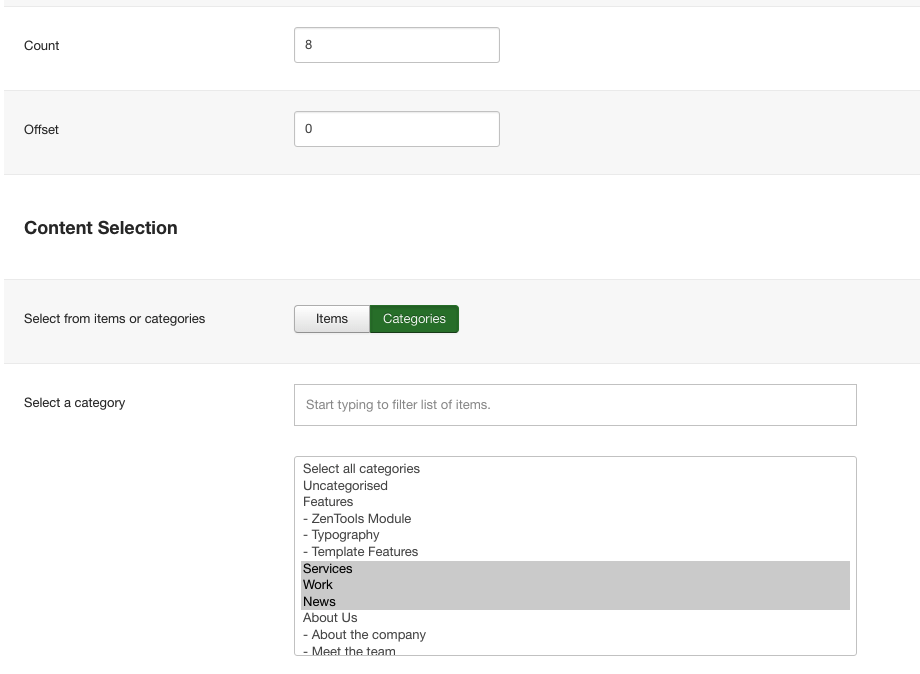 Count
8
Offset
0
Content Selection
Select from items or categories
Items
Categories
Select a category
Start typing to filter list of items.
Select all categories
Uncategorised
Features
- ZenTools Module
- Typography
- Template Features
Services
Work
News
About Us
- About the company
- Meet the team